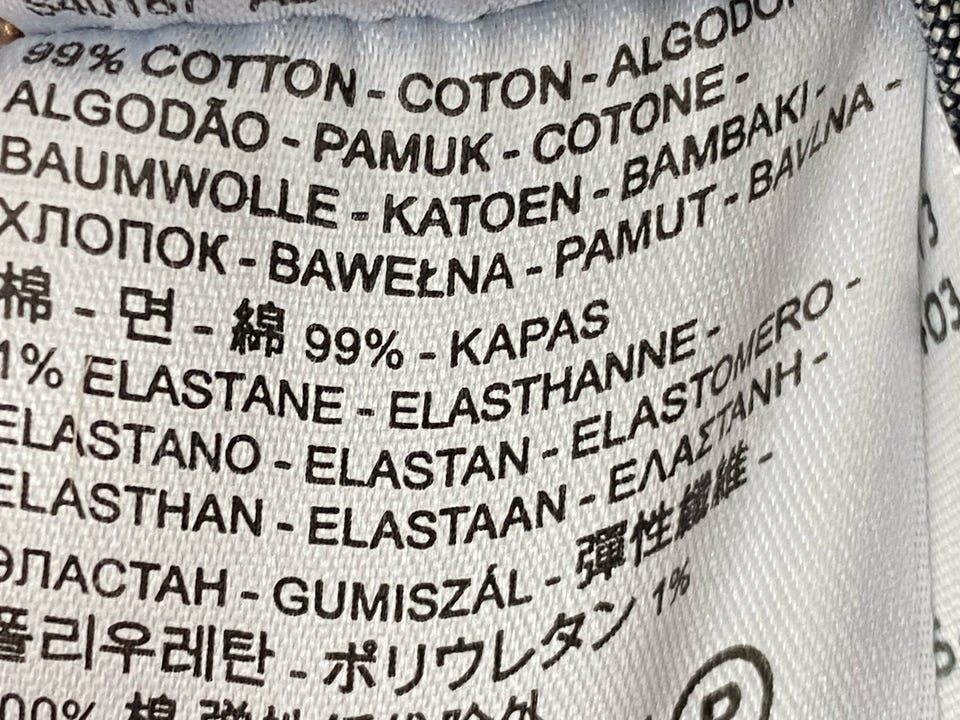 99% COTTON - COTON - ALGODÓN
ALGODÃO - PAMUK - COTONE -
BAUMWOLLE - KATOEN - BAMBAKI -
ХЛОПОК - BAWEŁNA - PAMUT - BAVLNA -
棉 - 면 - 綿 99% - KAPAS
1% ELASTANE - ELASTHANNE -
ELASTANO - ELASTAN - ELASTOMERO -
ELASTHAN - ELASTAAN - ΕΛΑΣΤΑΝΗ -
ЭЛАСТАН - GUMISZÁL - 彈性纖維 -
폴리우레탄 - ポリウレタン 1%